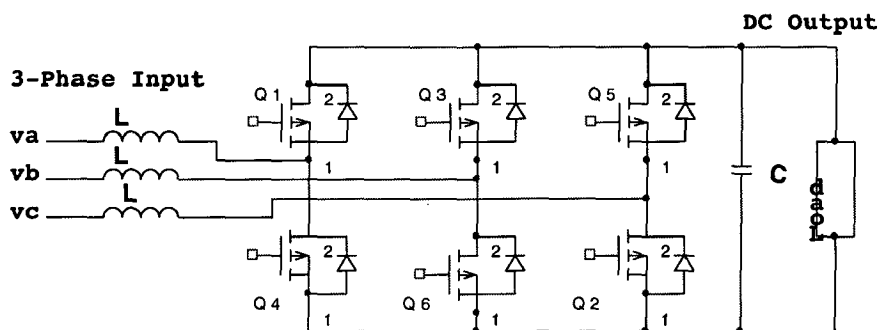 DC Output
3-Phase Input
Q1 2 Q3 2 Q5 2
L
va
1 1 1
L
vb
C
Load
L
vc
2 2 2
Q4 Q6 Q2
1 1 1